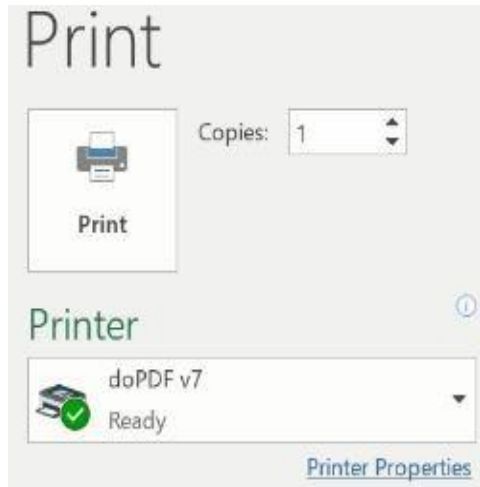 Print
Copies: 1
Print
Printer
doPDF v7
Ready
Printer Properties